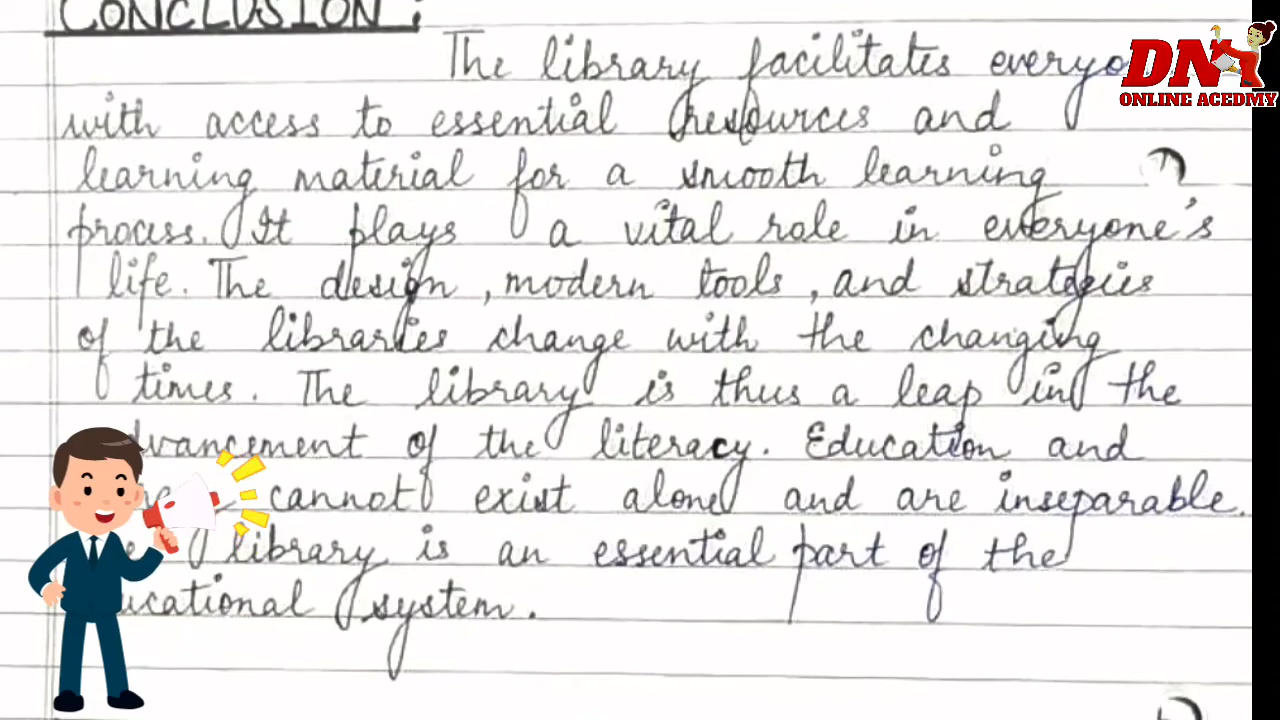 CONCLUSION :
The library facilitates
with access to essential resources and
learning material for a smooth learning
process. It plays a vital role in everyone's
life. The design, modern tools, and strategies
of the libraries change with the changing
times. The library is thus a leap in the
of the literacy. Education and
cannot exist alone and are inseparable.
library is an essential part of the
system.
DN
ONLINE ACEDMY